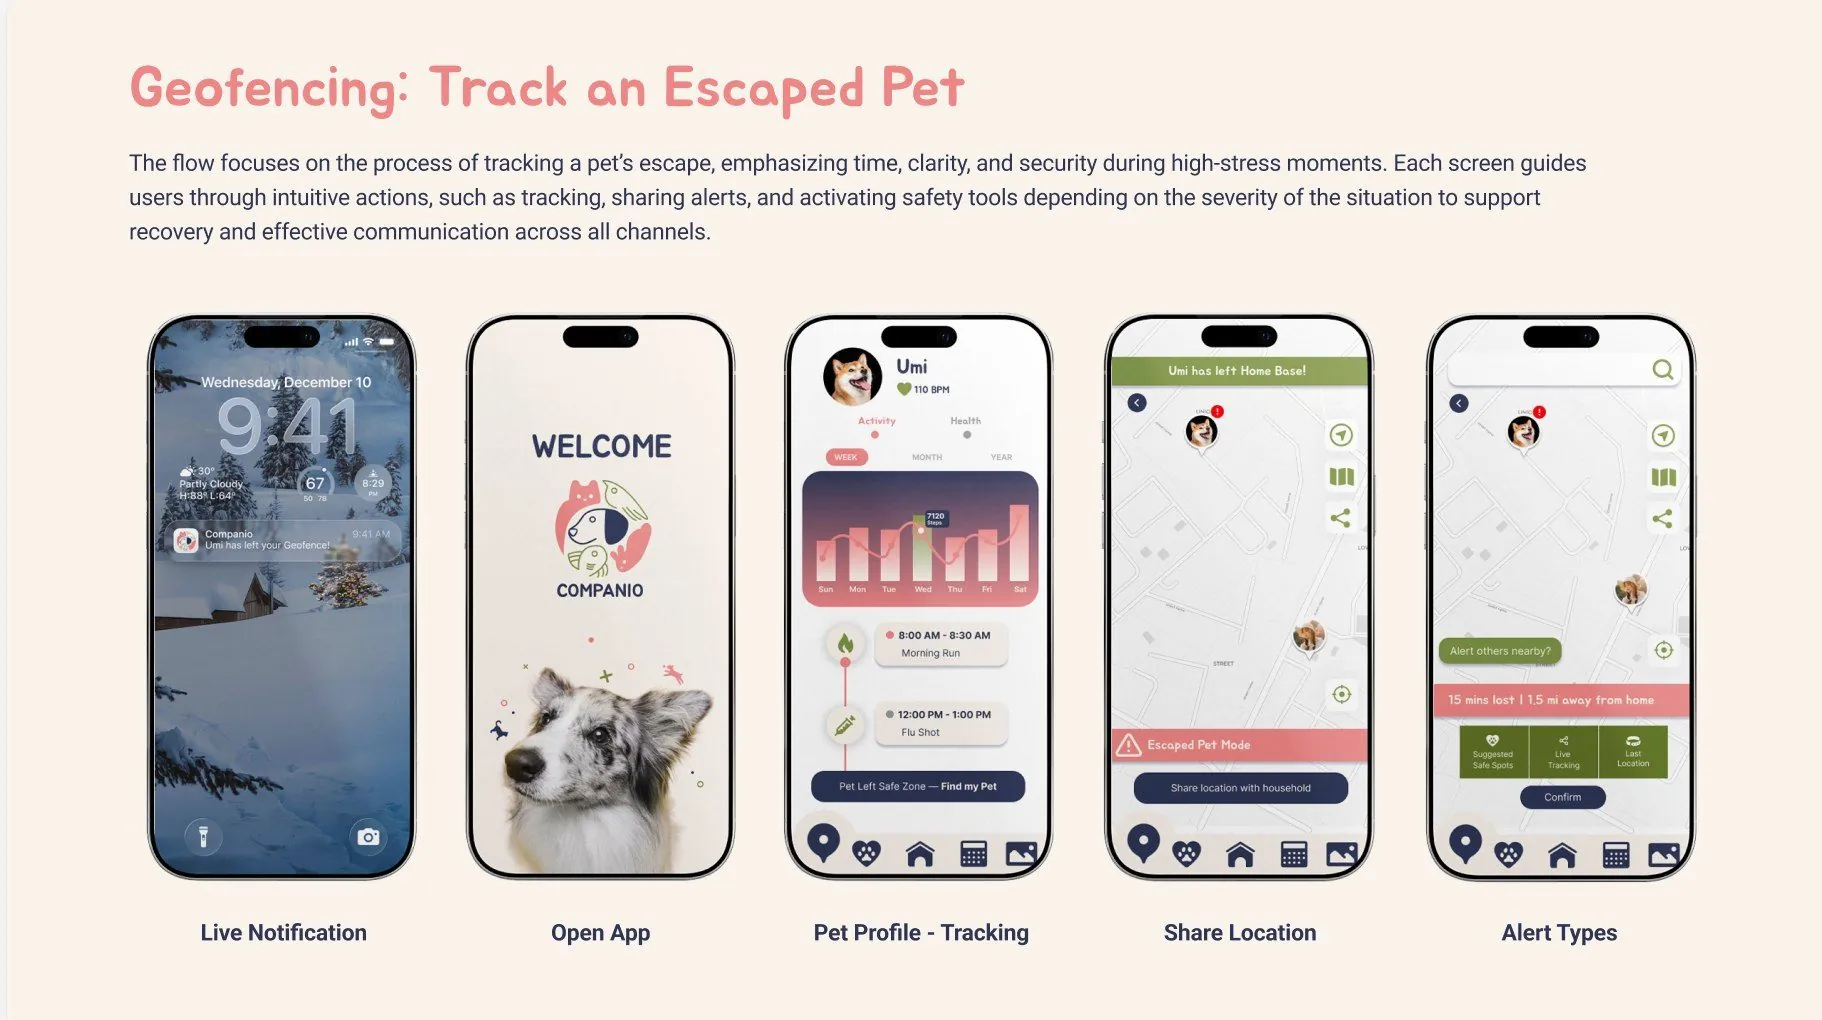 Geofencing: Track an Escaped Pet
The flow focuses on the process of tracking a pet’s escape, emphasizing time, clarity, and security during high-stress moments. Each screen guides
users through intuitive actions, such as tracking, sharing alerts, and activating safety tools depending on the severity of the situation to support
recovery and effective communication across all channels.
Wednesday, December 10
9:41
30°
Partly Cloudy
H:88° L:64°
67
50 78
8:29
PM
Companio
9:41 AM
Umi has left your Geofence!
Live Notification
WELCOME
COMPANIO
Open App
Umi
110 BPM
Activity
Health
WEEK
MONTH
YEAR
7120
Steps
Sun Mon Tue Wed Thu Fri Sat
8:00 AM - 8:30 AM
Morning Run
12:00 PM - 1:00 PM
Flu Shot
Pet Left Safe Zone — Find my Pet
Pet Profile - Tracking
Umi has left Home Base!
STREET
Escaped Pet Mode
Share location with household
Share Location
Alert others nearby?
15 mins lost | 1.5 mi away from home
Suggested
Safe Spots
Live
Tracking
Last
Location
Confirm
Alert Types